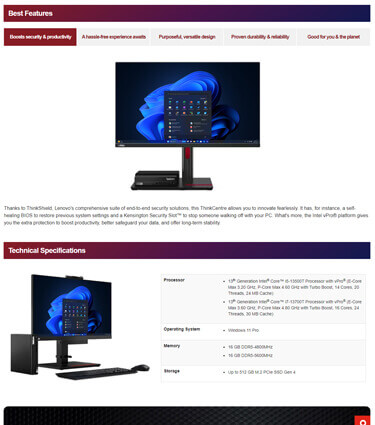 Best Features
Boosts security & productivity
A hassle-free experience awaits
Purposeful, versatile design
Proven durability & reliability
Good for you & the planet
Thanks to ThinkShield, Lenovo's comprehensive suite of end-to-end security solutions, this ThinkCentre allows you to innovate fearlessly. It has, for instance, a self-
healing BIOS to restore previous system settings and a Kensington Security Slot™ to stop someone walking off with your PC. What's more, the Intel vPro® platform gives
you the extra protection to boost productivity, better safeguard your data, and offer long-term stability.
Technical Specifications
Processor
• 13th Generation Intel® Core™ i5-13500T Processor with vPro® (E-Core
Max 3.20 GHz, P-Core Max 4.60 GHz with Turbo Boost, 14 Cores, 20
Threads, 24 MB Cache)
• 13th Generation Intel® Core™ i7-13700T Processor with vPro® (E-Core
Max 3.60 GHz, P-Core Max 4.90 GHz with Turbo Boost, 16 Cores, 24
Threads, 30 MB Cache)
Operating System
• Windows 11 Pro
Memory
• 16 GB DDR5-4800MHz
• 16 GB DDR5-5600MHz
Storage
• Up to 512 GB M.2 PCIe SSD Gen 4